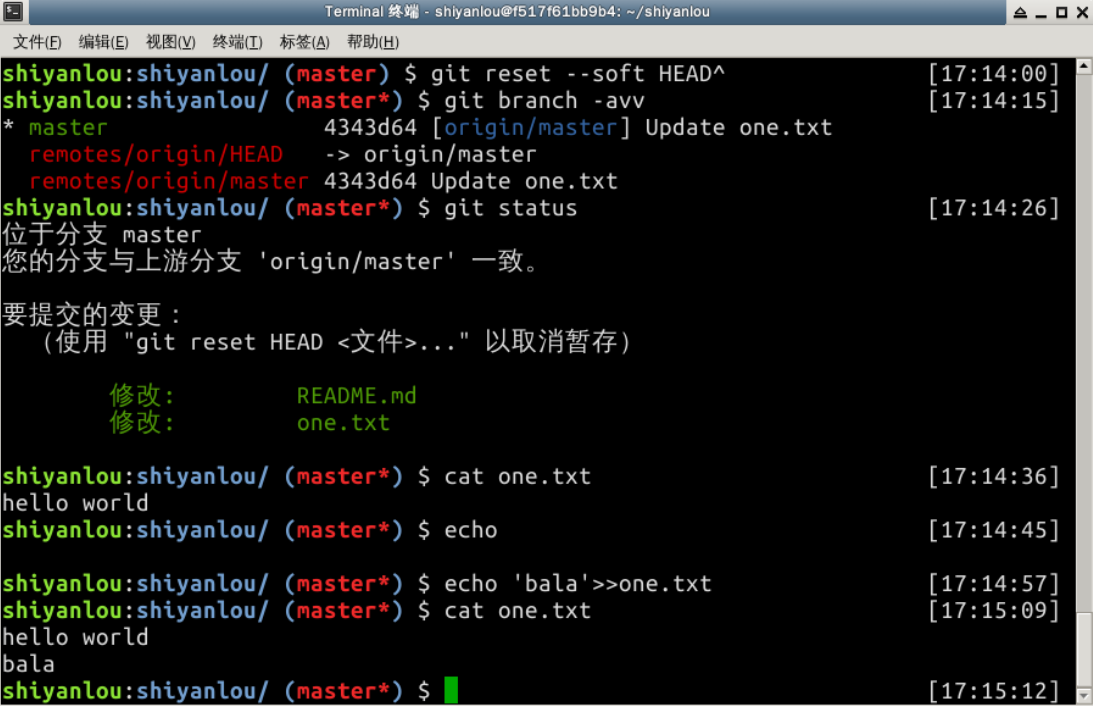 Terminal 终端 - shiyanlou@f517f61bb9b4: ~/shiyanlou
文件(F) 编辑(E) 视图(V) 终端(T) 标签(A) 帮助(H)
shiyanlou:shiyanlou/ (master) $ git reset --soft HEAD^ [17:14:00]
shiyanlou:shiyanlou/ (master*) $ git branch -avv [17:14:15]
* master 4343d64 [origin/master] Update one.txt
remotes/origin/HEAD -> origin/master
remotes/origin/master 4343d64 Update one.txt
shiyanlou:shiyanlou/ (master*) $ git status [17:14:26]
位于分支 master
您的分支与上游分支 'origin/master' 一致。
要提交的变更：
（使用 "git reset HEAD <文件>..." 以取消暂存）
修改: README.md
修改: one.txt
shiyanlou:shiyanlou/ (master*) $ cat one.txt [17:14:36]
hello world
shiyanlou:shiyanlou/ (master*) $ echo [17:14:45]
shiyanlou:shiyanlou/ (master*) $ echo 'bala'>>one.txt [17:14:57]
shiyanlou:shiyanlou/ (master*) $ cat one.txt [17:15:09]
hello world
bala
shiyanlou:shiyanlou/ (master*) $ [17:15:12]